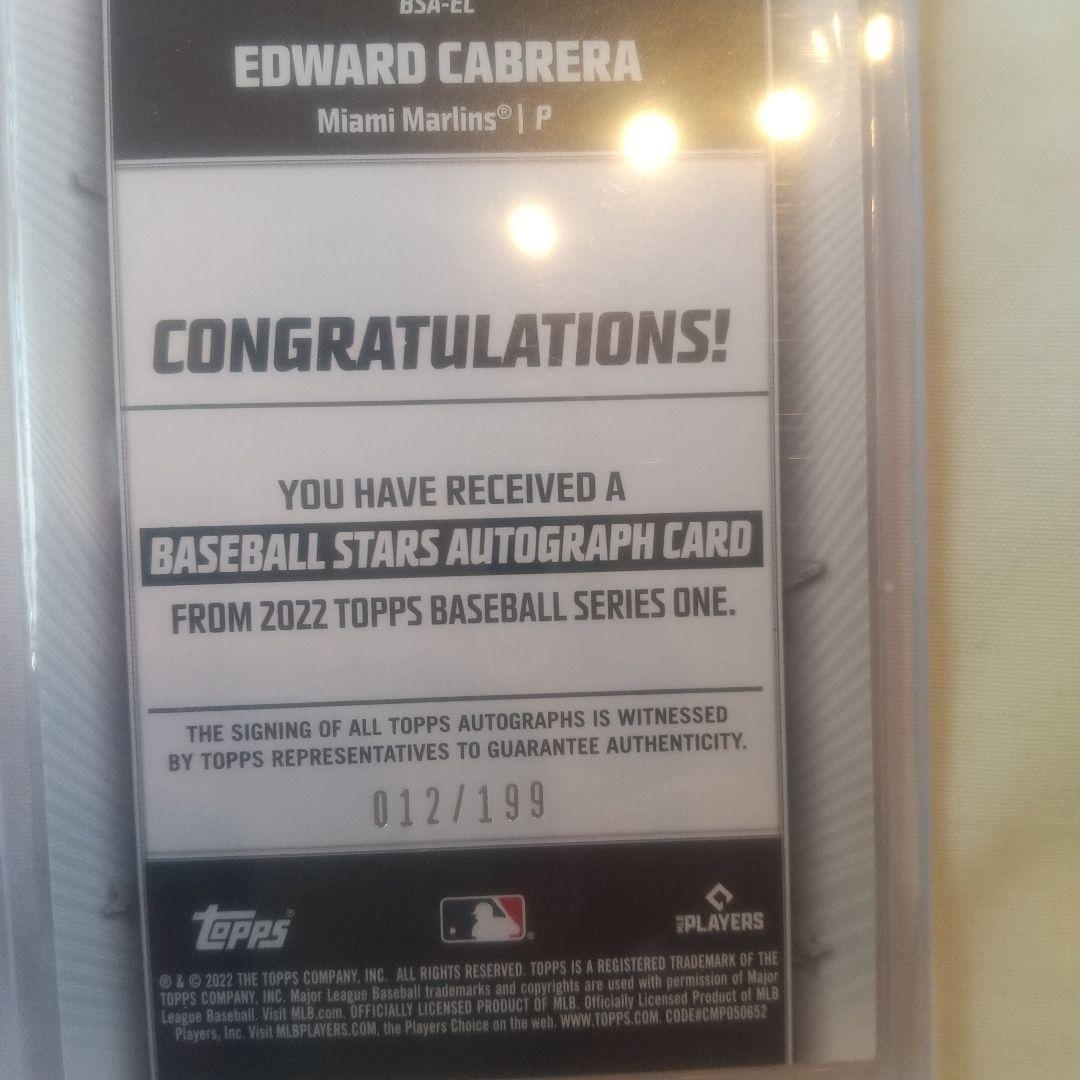 BSA-EC
EDWARD CABRERA
Miami Marlins® | P
CONGRATULATIONS!
YOU HAVE RECEIVED A
BASEBALL STARS AUTOGRAPH CARD
FROM 2022 TOPPS BASEBALL SERIES ONE.
THE SIGNING OF ALL TOPPS AUTOGRAPHS IS WITNESSED
BY TOPPS REPRESENTATIVES TO GUARANTEE AUTHENTICITY.
012/199
TOPPS®
MLB PLAYERS
® & © 2022 THE TOPPS COMPANY, INC. ALL RIGHTS RESERVED. TOPPS IS A REGISTERED TRADEMARK OF THE
TOPPS COMPANY, INC. Major League Baseball trademarks and copyrights are used with permission of Major
League Baseball. Visit MLB.com. OFFICIALLY LICENSED PRODUCT OF MLB. Officially Licensed Product of MLB
Players, Inc. Visit MLBPLAYERS.COM, the Players Choice on the web. WWW.TOPPS.COM. CODE#CMP050652